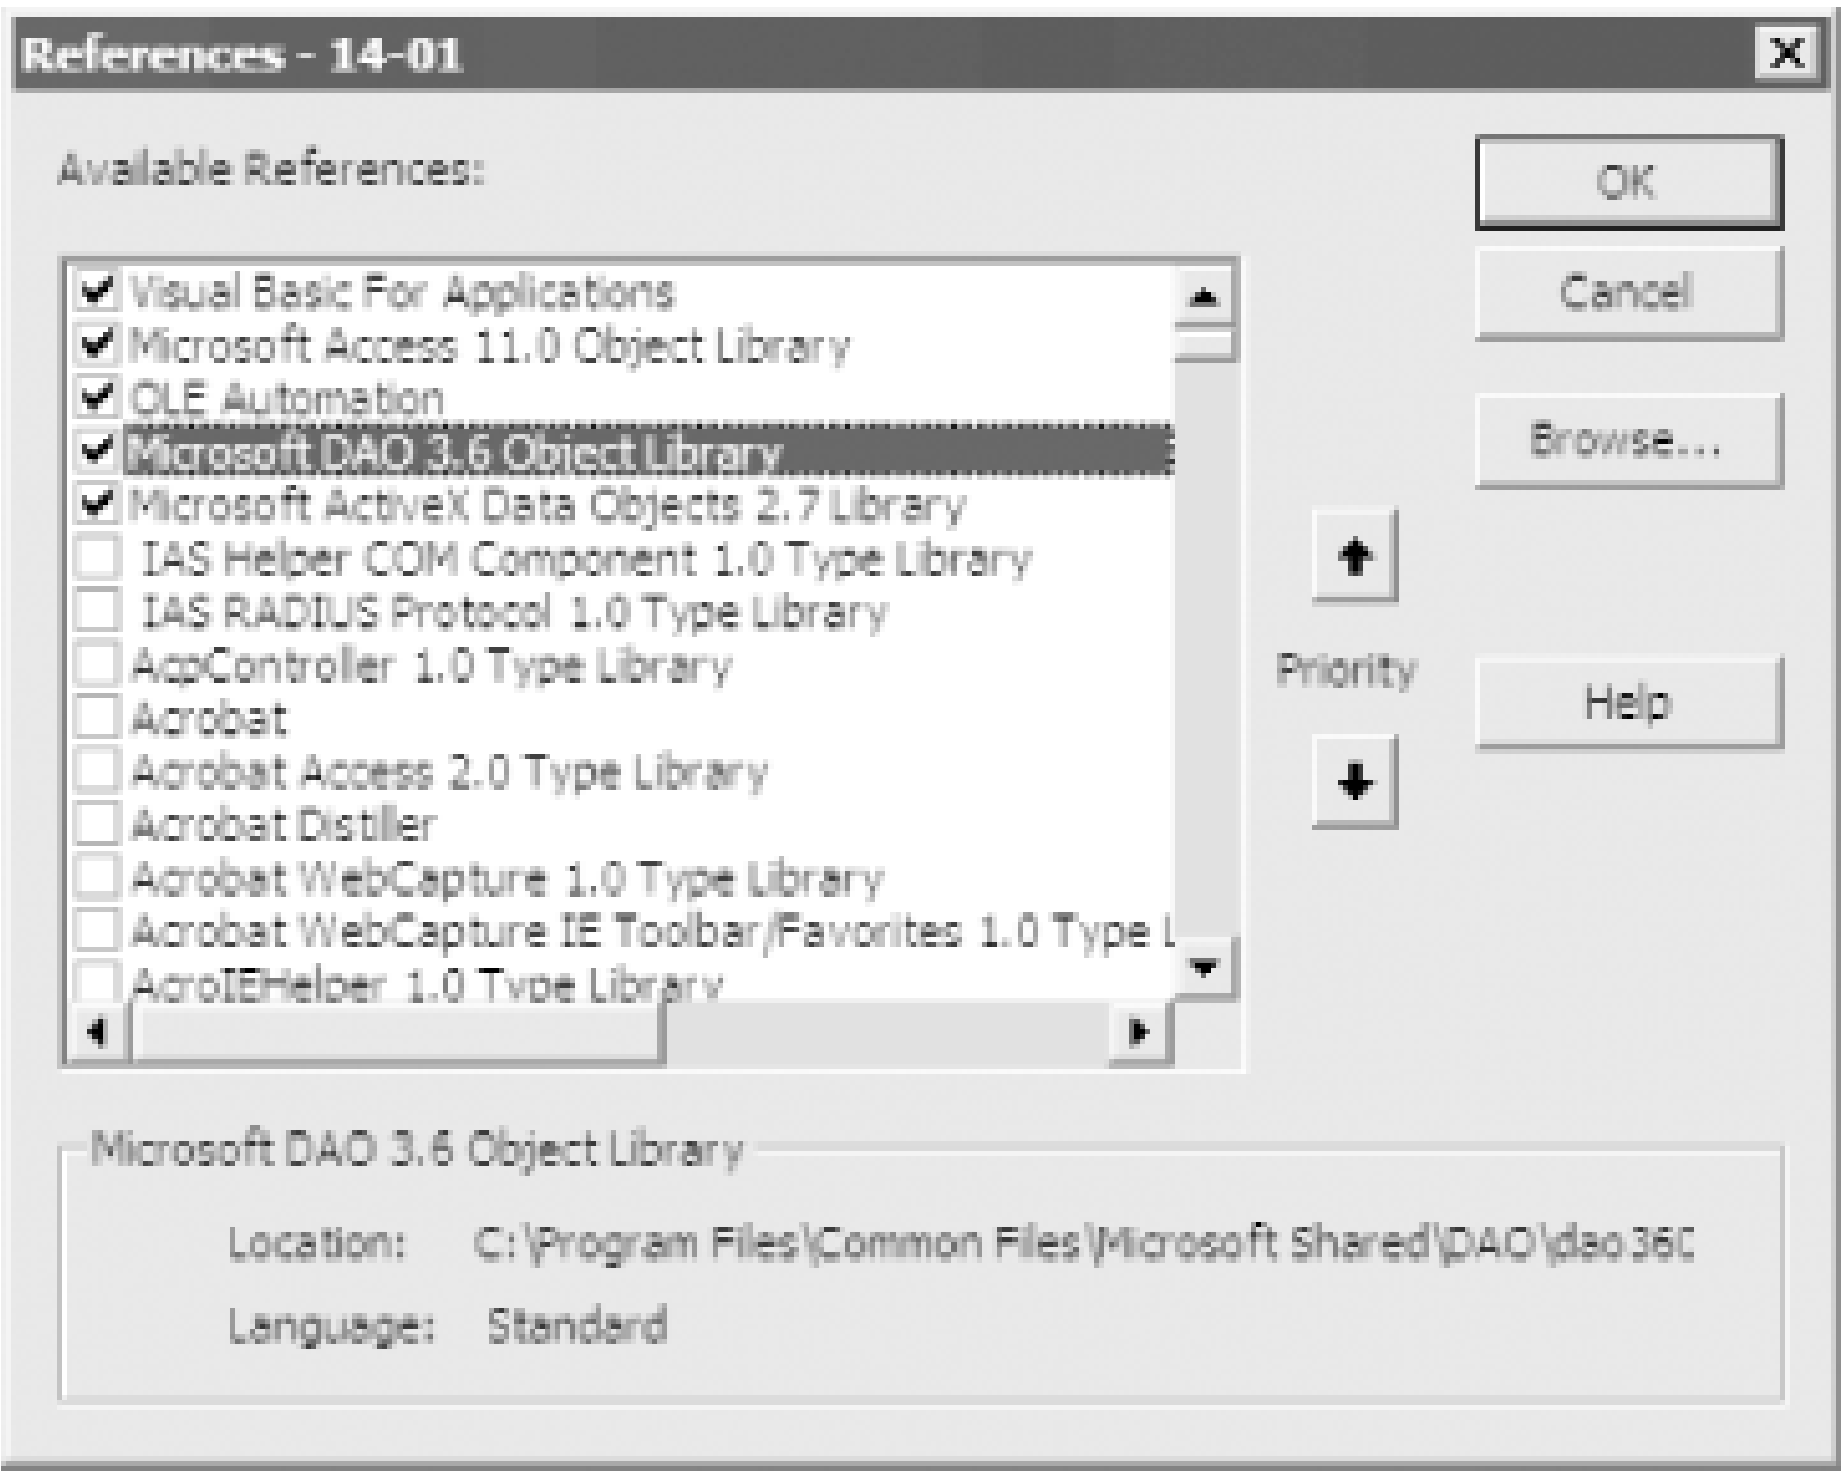 References - 14-01
Available References:
Visual Basic For Applications
Microsoft Access 11.0 Object Library
OLE Automation
Microsoft DAO 3.6 Object Library
Microsoft ActiveX Data Objects 2.7 Library
IAS Helper COM Component 1.0 Type Library
IAS RADIUS Protocol 1.0 Type Library
AcpController 1.0 Type Library
Acrobat
Acrobat Access 2.0 Type Library
Acrobat Distiller
Acrobat WebCapture 1.0 Type Library
Acrobat WebCapture IE Toolbar/Favorites 1.0 Type L
AcroIEHelper 1.0 Type Library
OK
Cancel
Browse...
Priority
Help
Microsoft DAO 3.6 Object Library
Location: C:\Program Files\Common Files\Microsoft Shared\DAO\dao360
Language: Standard